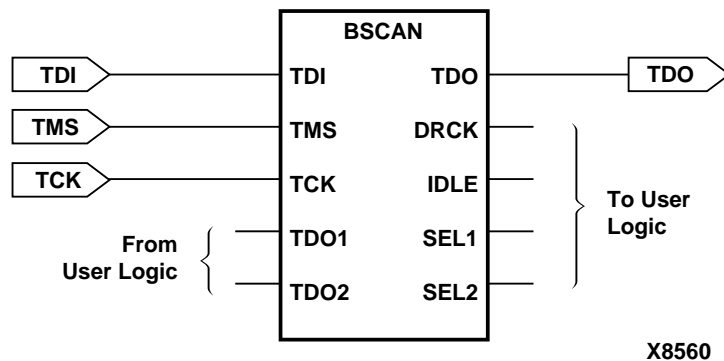 BSCAN
TDI TDI TDO TDO
TMS TMS DRCK
TCK TCK IDLE
To User
Logic
From
User Logic
TDO1 SEL1
TDO2 SEL2
X8560